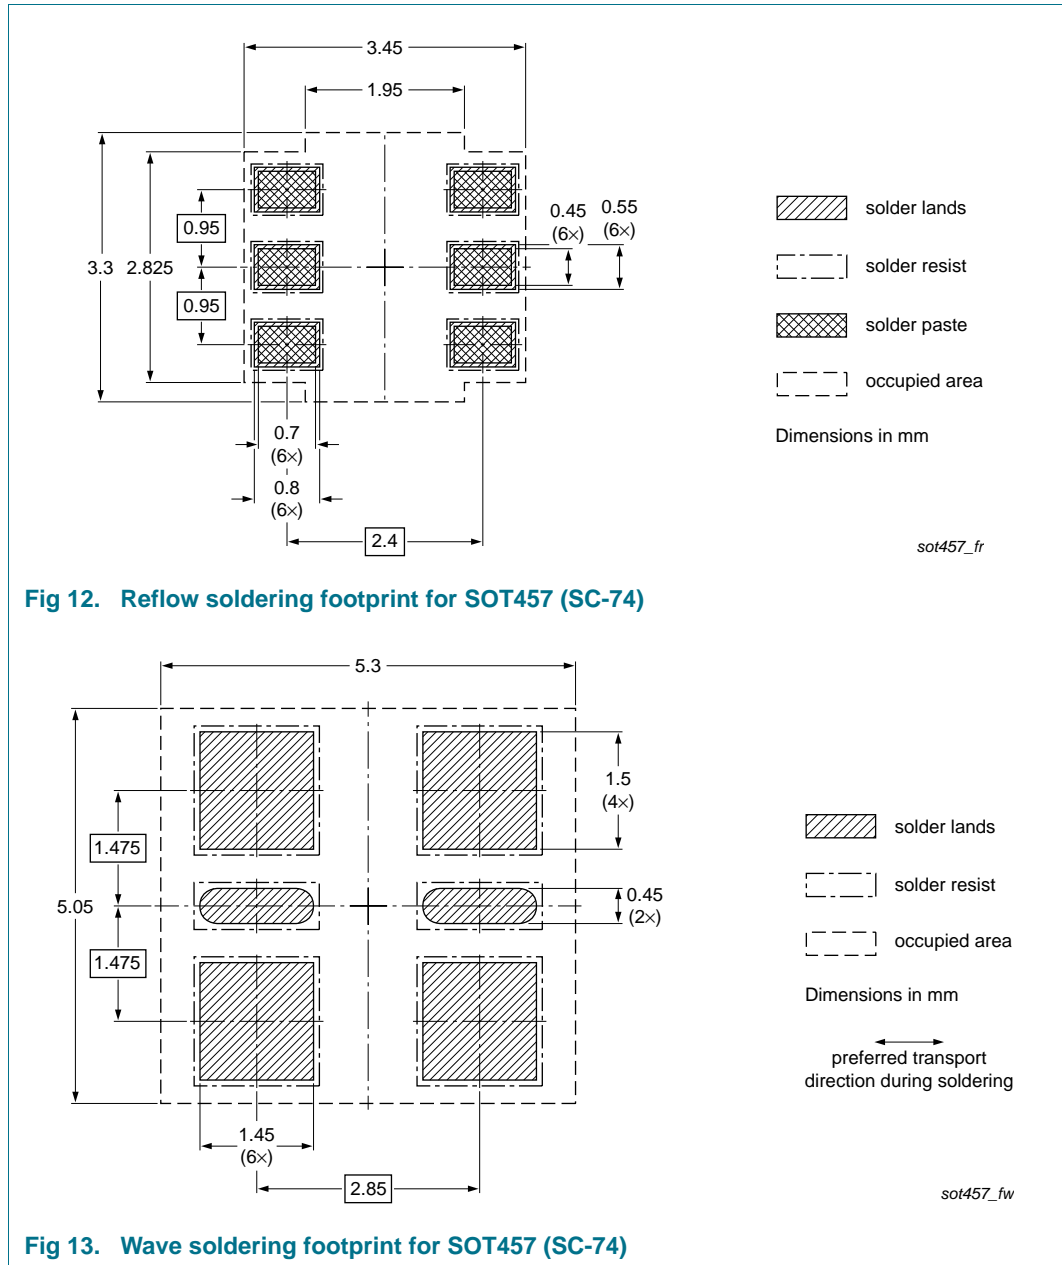 3.45
1.95
3.3
2.825
0.95
0.95
0.45
(6×)
0.55
(6×)
0.7
(6×)
0.8
(6×)
2.4
solder lands
solder resist
solder paste
occupied area
Dimensions in mm
sot457_fr
Fig 12. Reflow soldering footprint for SOT457 (SC-74)
5.3
5.05
1.475
1.475
1.5
(4×)
0.45
(2×)
1.45
(6×)
2.85
solder lands
solder resist
occupied area
Dimensions in mm
preferred transport
direction during soldering
sot457_fw
Fig 13. Wave soldering footprint for SOT457 (SC-74)